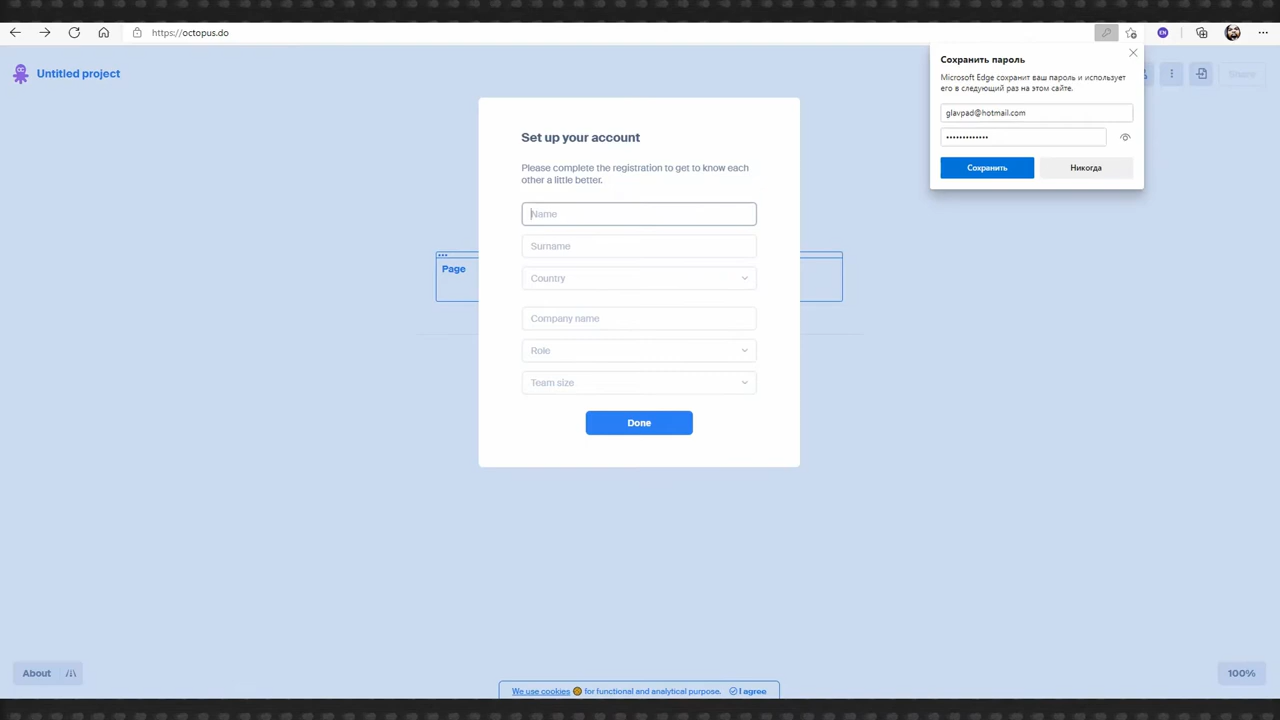 https://octopus.do
EN
Untitled project
Share
Сохранить пароль
Microsoft Edge сохранит ваш пароль и использует
его в следующий раз на этом сайте.
glavpad@hotmail.com
•••••••••••••
Сохранить
Никогда
Set up your account
Please complete the registration to get to know each
other a little better.
Name
Surname
Page
Country
Company name
Role
Team size
Done
About
100%
We use cookies for functional and analytical purpose. I agree